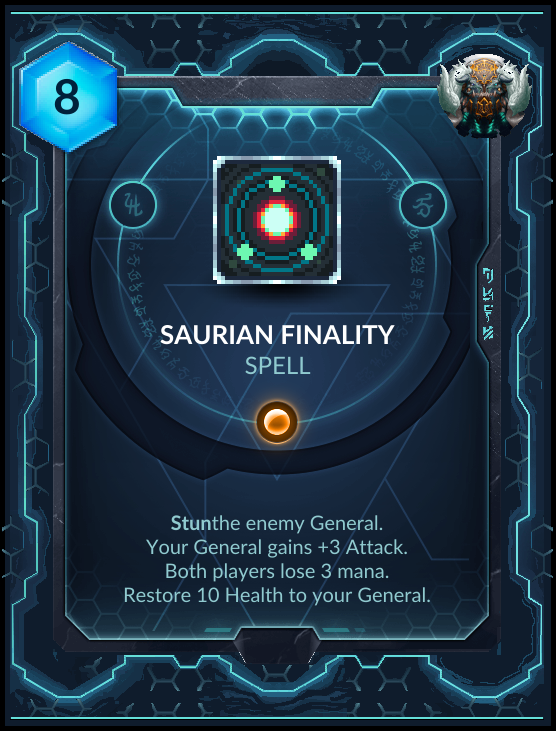 8
SAURIAN FINALITY
SPELL
Stunthe enemy General.
Your General gains +3 Attack.
Both players lose 3 mana.
Restore 10 Health to your General.